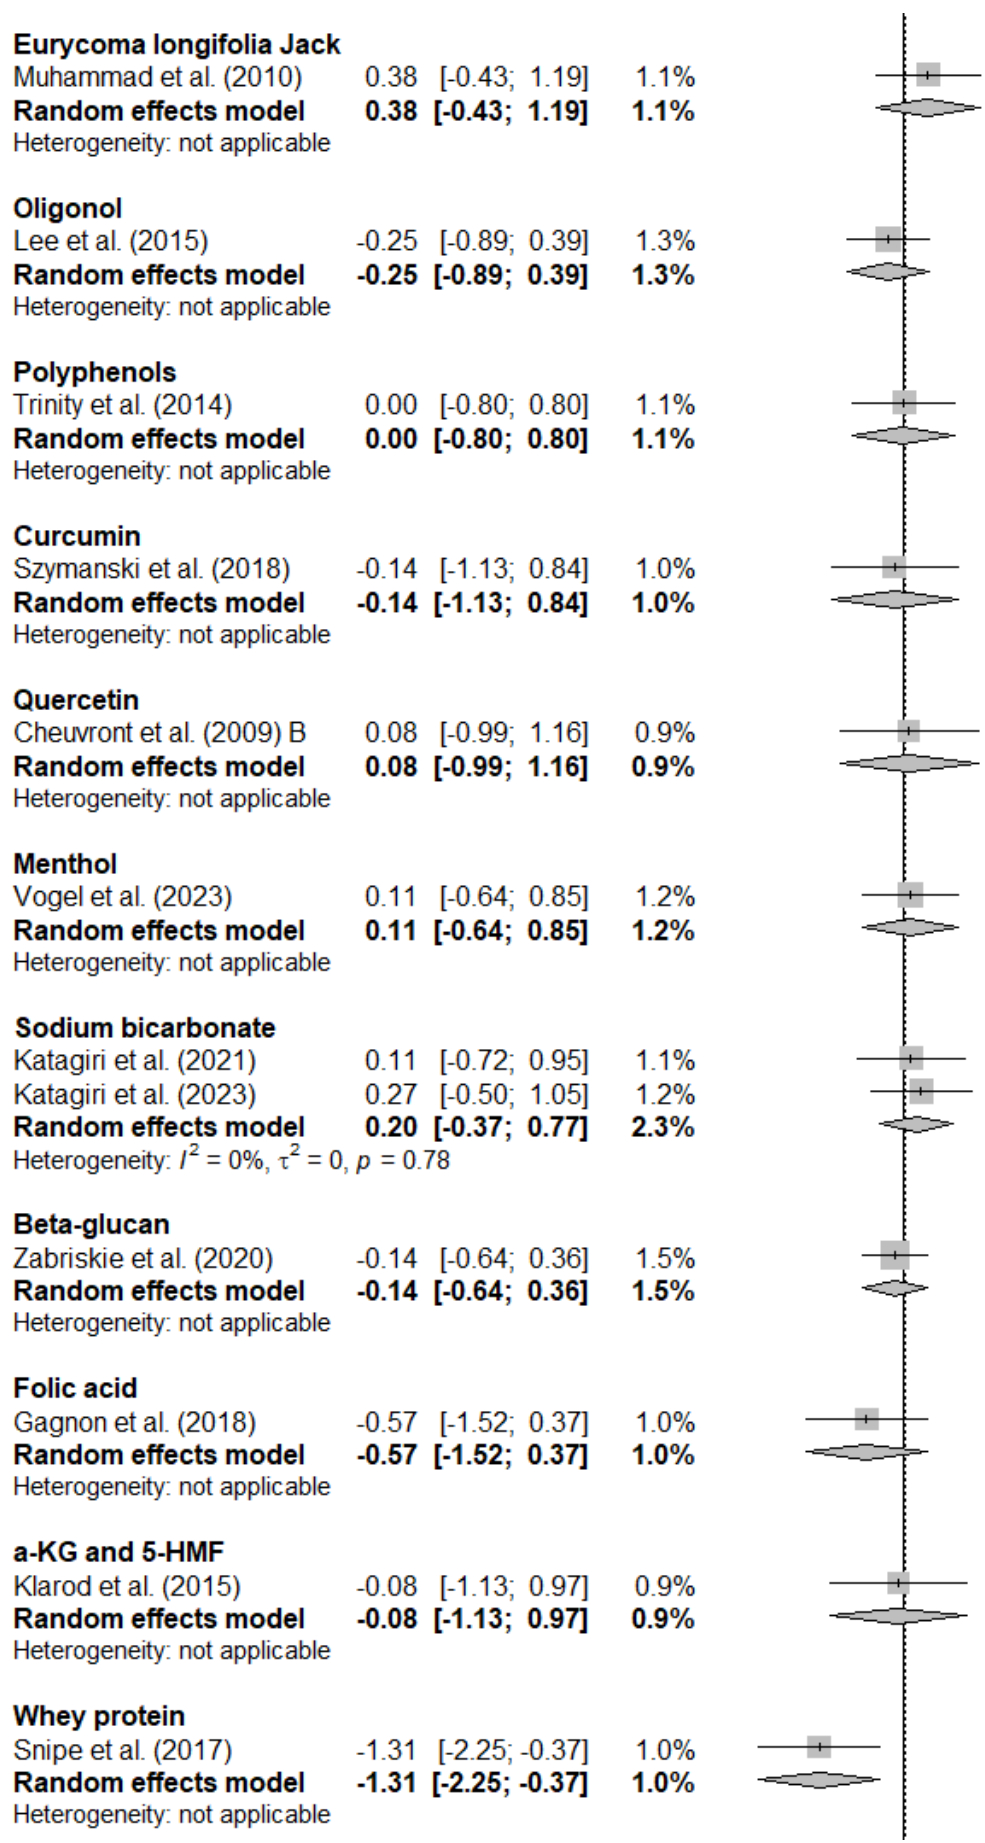 Eurycoma longifolia Jack
Muhammad et al. (2010) 0.38 [-0.43; 1.19] 1.1%
Random effects model 0.38 [-0.43; 1.19] 1.1%
Heterogeneity: not applicable
Oligonol
Lee et al. (2015) -0.25 [-0.89; 0.39] 1.3%
Random effects model -0.25 [-0.89; 0.39] 1.3%
Heterogeneity: not applicable
Polyphenols
Trinity et al. (2014) 0.00 [-0.80; 0.80] 1.1%
Random effects model 0.00 [-0.80; 0.80] 1.1%
Heterogeneity: not applicable
Curcumin
Szymanski et al. (2018) -0.14 [-1.13; 0.84] 1.0%
Random effects model -0.14 [-1.13; 0.84] 1.0%
Heterogeneity: not applicable
Quercetin
Cheuvront et al. (2009) B 0.08 [-0.99; 1.16] 0.9%
Random effects model 0.08 [-0.99; 1.16] 0.9%
Heterogeneity: not applicable
Menthol
Vogel et al. (2023) 0.11 [-0.64; 0.85] 1.2%
Random effects model 0.11 [-0.64; 0.85] 1.2%
Heterogeneity: not applicable
Sodium bicarbonate
Katagiri et al. (2021) 0.11 [-0.72; 0.95] 1.1%
Katagiri et al. (2023) 0.27 [-0.50; 1.05] 1.2%
Random effects model 0.20 [-0.37; 0.77] 2.3%
Heterogeneity: I² = 0%, τ² = 0, p = 0.78
Beta-glucan
Zabriskie et al. (2020) -0.14 [-0.64; 0.36] 1.5%
Random effects model -0.14 [-0.64; 0.36] 1.5%
Heterogeneity: not applicable
Folic acid
Gagnon et al. (2018) -0.57 [-1.52; 0.37] 1.0%
Random effects model -0.57 [-1.52; 0.37] 1.0%
Heterogeneity: not applicable
a-KG and 5-HMF
Klarod et al. (2015) -0.08 [-1.13; 0.97] 0.9%
Random effects model -0.08 [-1.13; 0.97] 0.9%
Heterogeneity: not applicable
Whey protein
Snipe et al. (2017) -1.31 [-2.25; -0.37] 1.0%
Random effects model -1.31 [-2.25; -0.37] 1.0%
Heterogeneity: not applicable